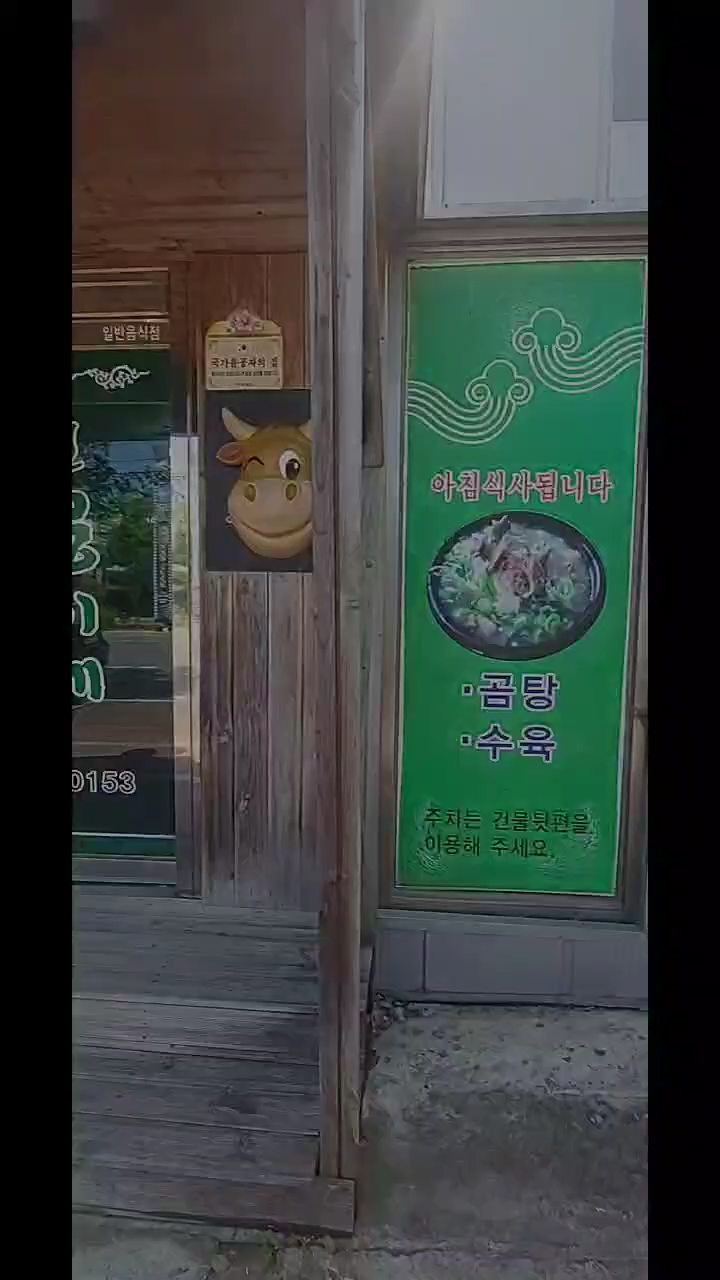 일반음식점
국가유공자의 집
0153
아침식사됩니다
·곰탕
·수육
주차는 건물뒷편을
이용해 주세요.